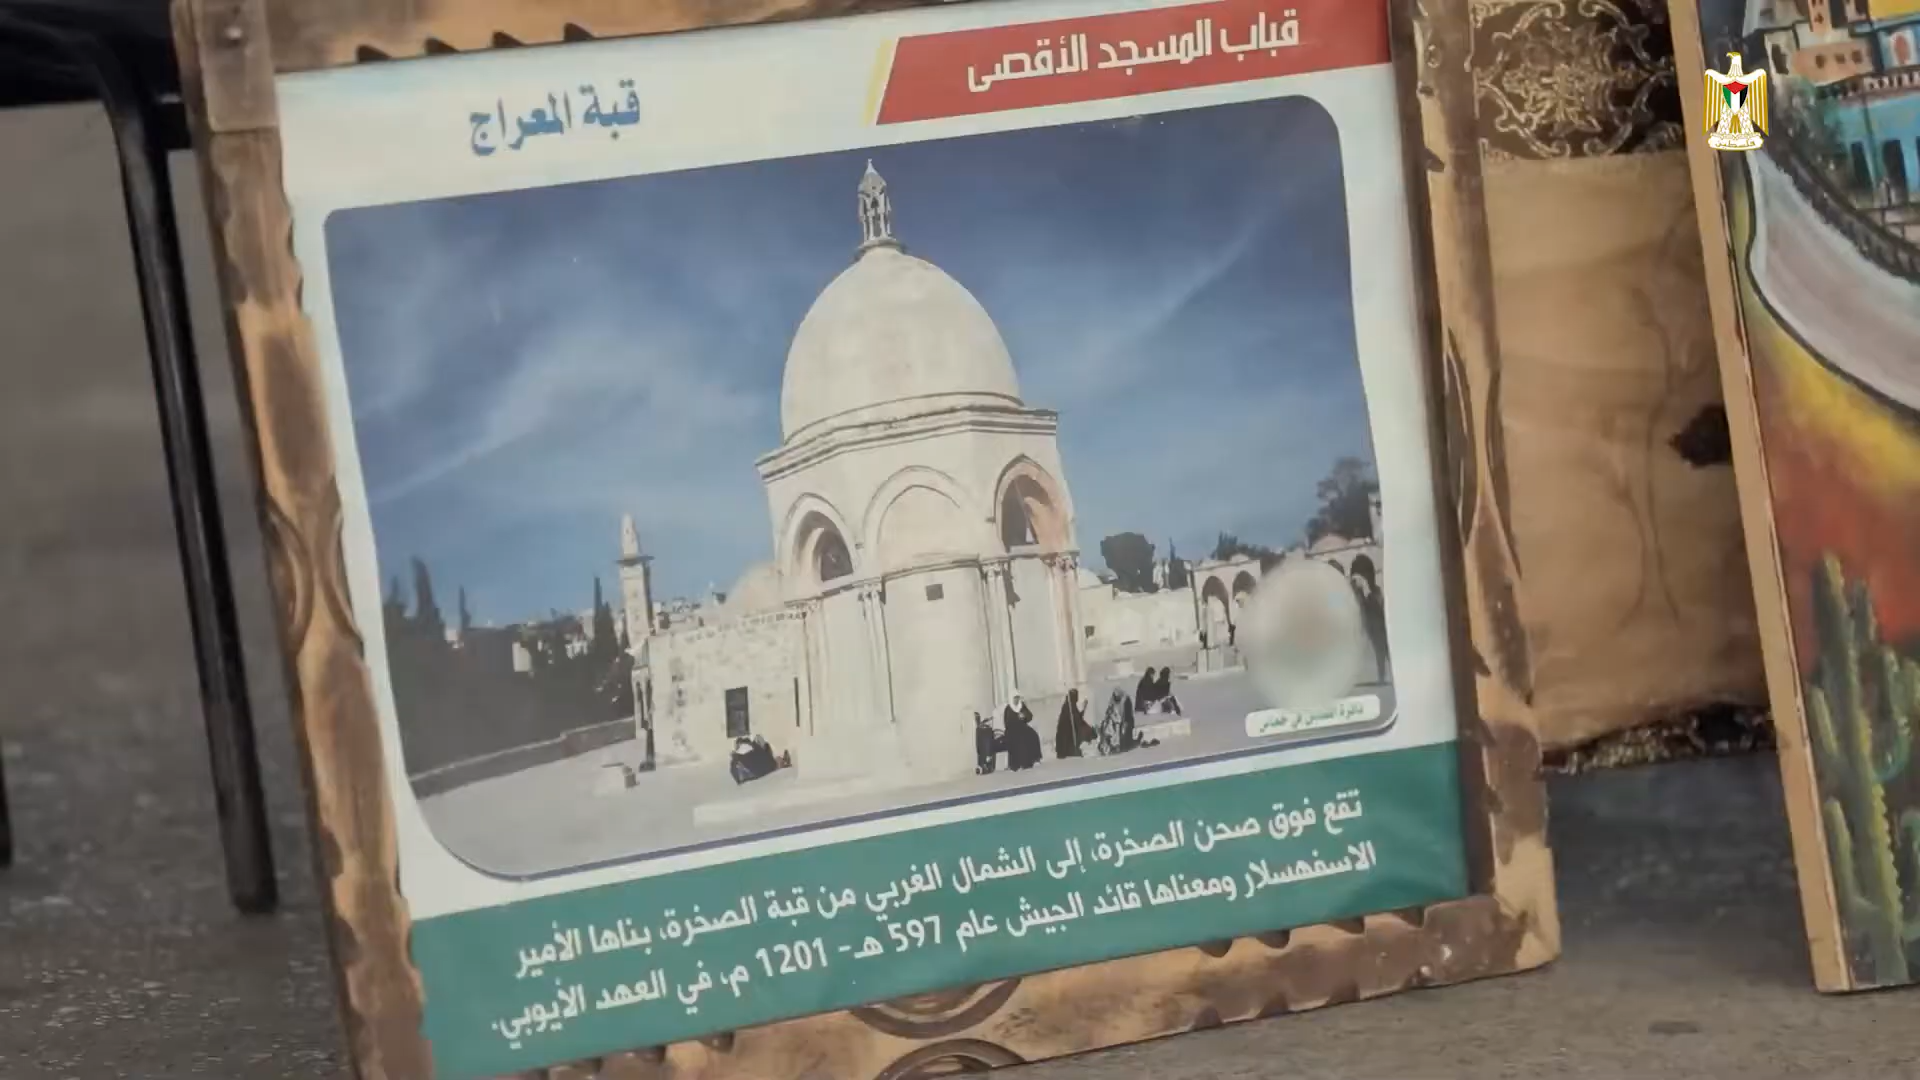 قباب المسجد الأقصى
قبة المعراج
تقع فوق صحن الصخرة، إلى الشمال الغربي من قبة الصخرة، بناها الأمير
الاسفهسلار ومعناها قائد الجيش عام 597 هـ- 1201 م، في العهد الأيوبي.
فلسطين